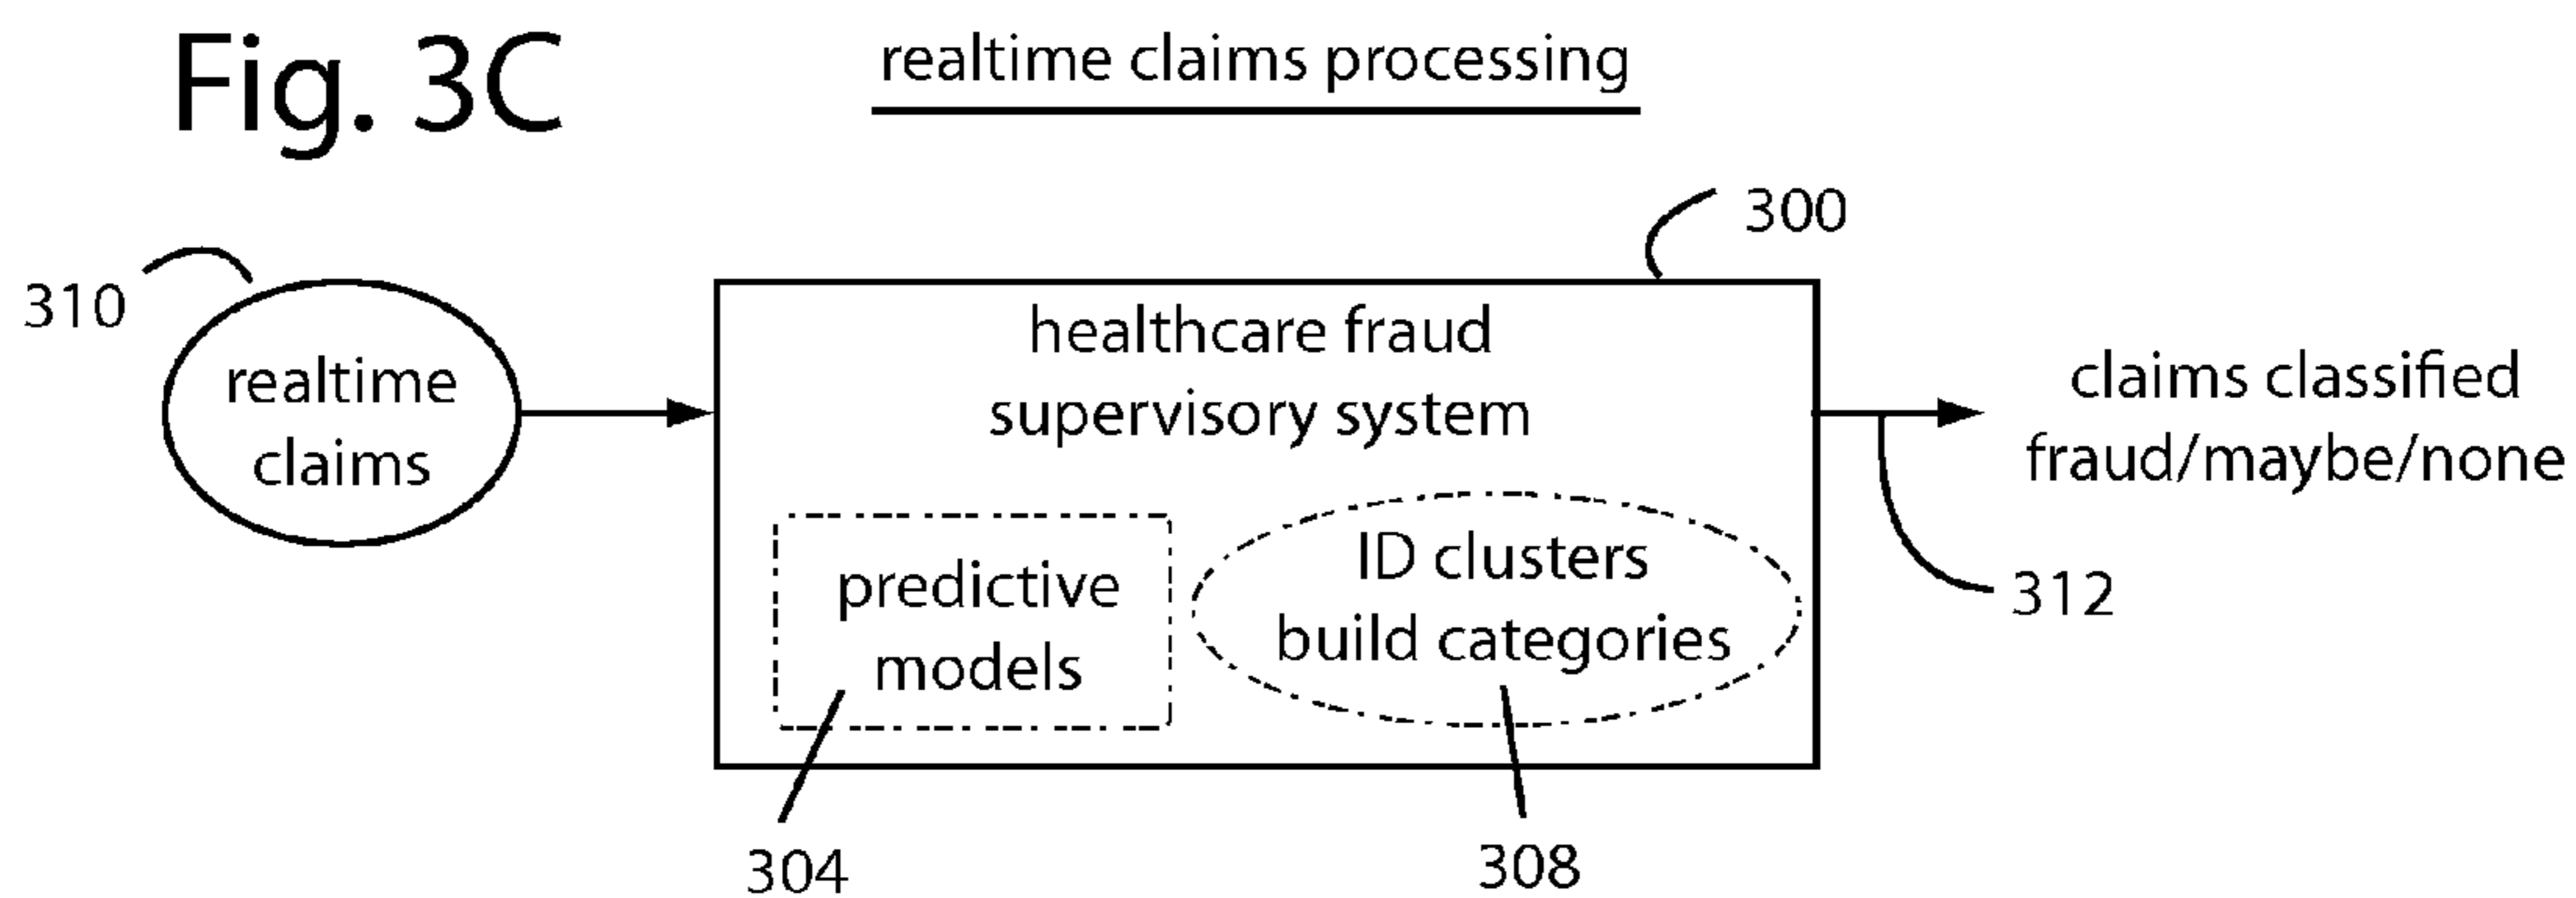 Fig. 3C
realtime claims processing
300
310
realtime
claims
healthcare fraud
supervisory system
claims classified
fraud/maybe/none
predictive
models
ID clusters
build categories
312
304
308